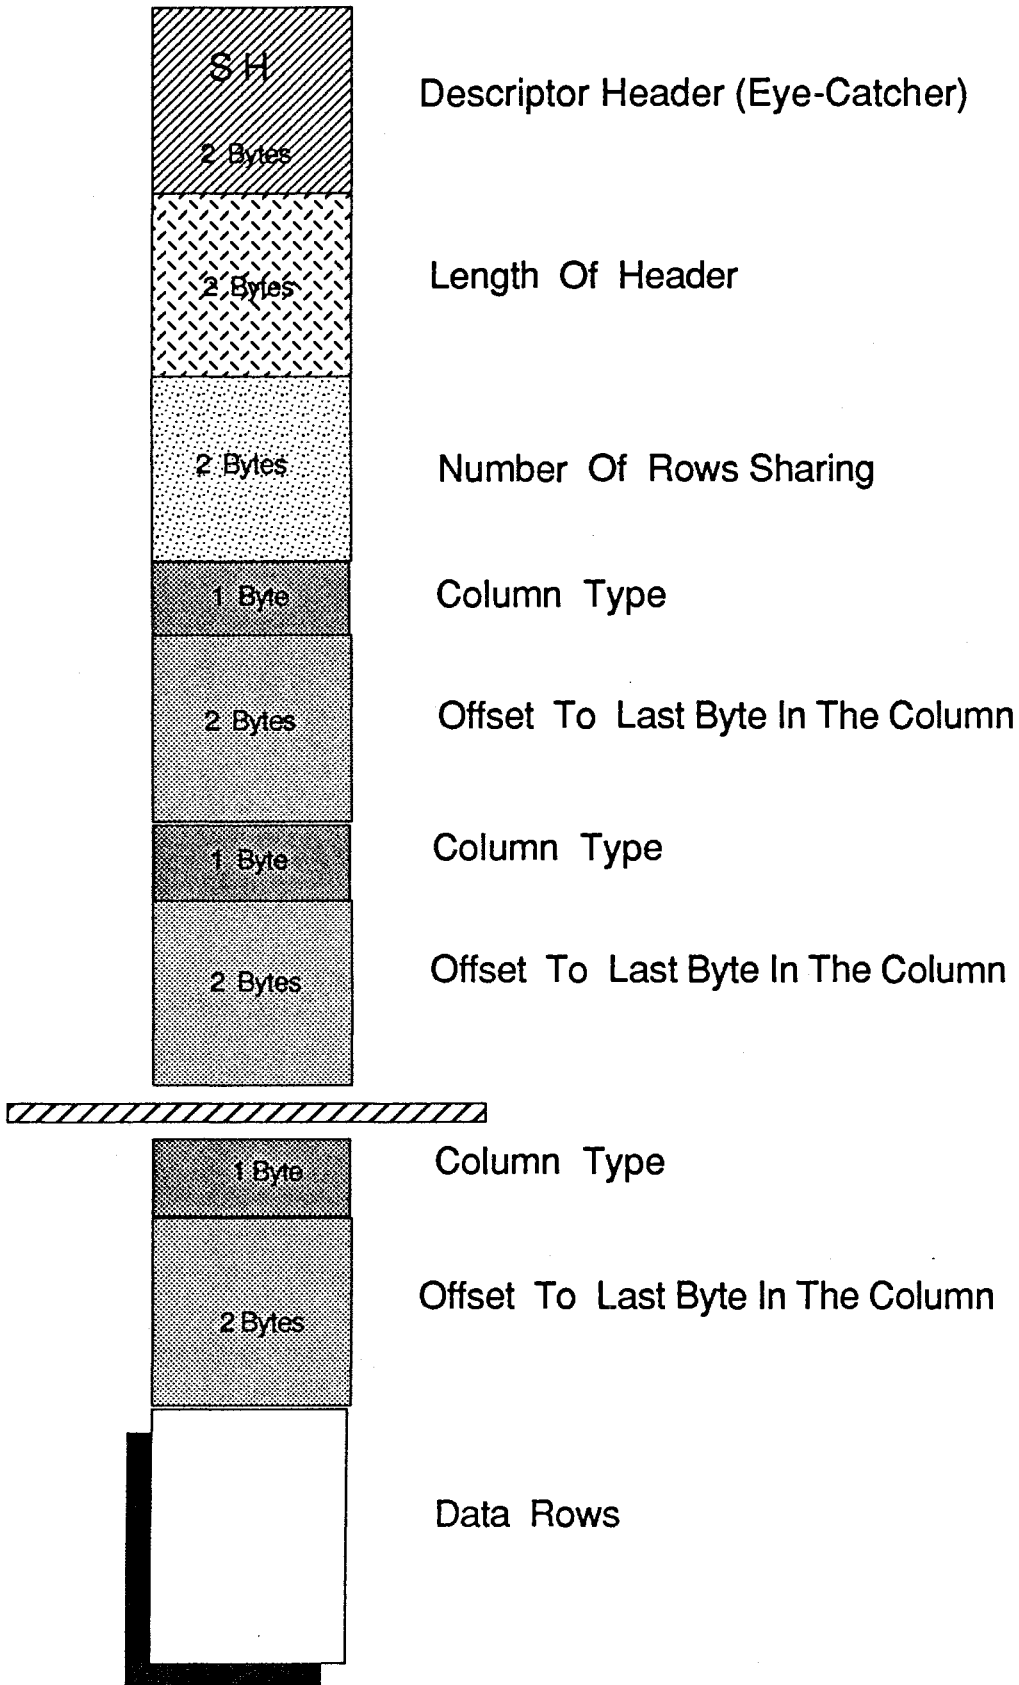 S H
Descriptor Header (Eye-Catcher)
2 Bytes
2 Bytes
Length Of Header
2 Bytes
Number Of Rows Sharing
1 Byte
Column Type
2 Bytes
Offset To Last Byte In The Column
1 Byte
Column Type
2 Bytes
Offset To Last Byte In The Column
1 Byte
Column Type
2 Bytes
Offset To Last Byte In The Column
Data Rows